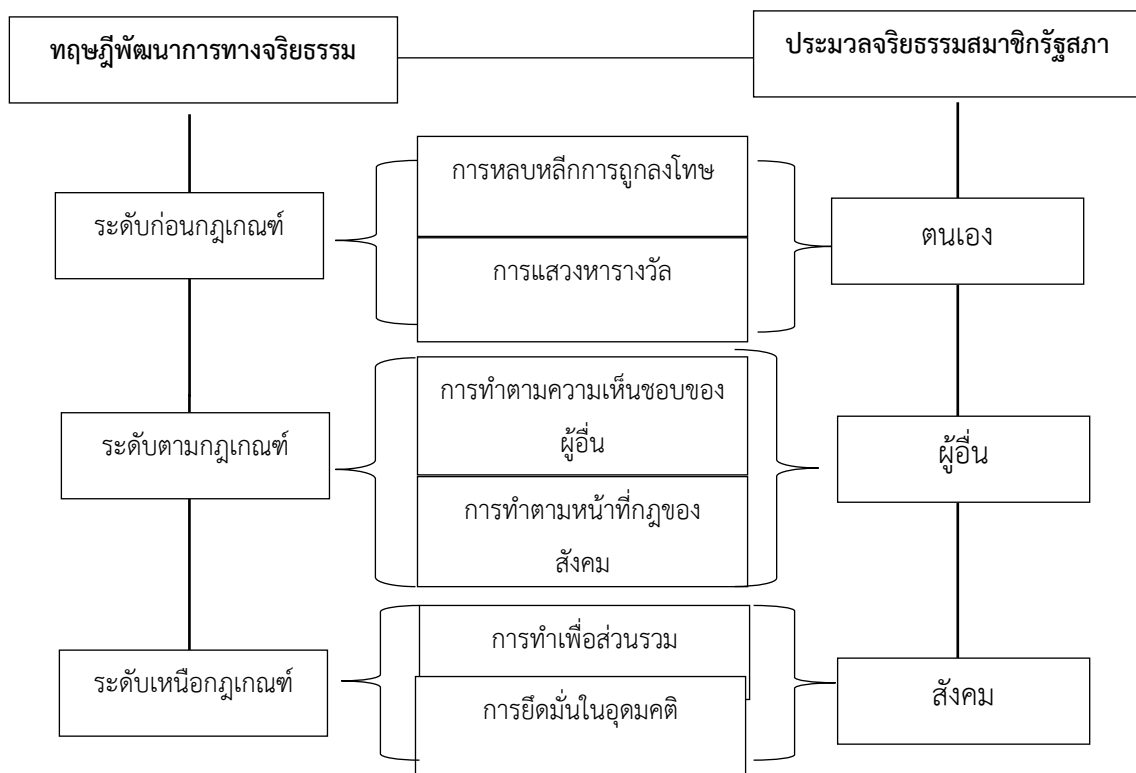 ทฤษฎีพัฒนาการทางจริยธรรม
ประมวลจริยธรรมสมาชิกรัฐสภา
การหลบหลีกการถูกลงโทษ
ระดับก่อนกฎเกณฑ์
ตนเอง
การแสวงหารางวัล
การทำตามความเห็นชอบของ
ผู้อื่น
ระดับตามกฎเกณฑ์
ผู้อื่น
การทำตามหน้าที่กฎของ
สังคม
การทำเพื่อส่วนรวม
ระดับเหนือกฎเกณฑ์
สังคม
การยึดมั่นในอุดมคติ